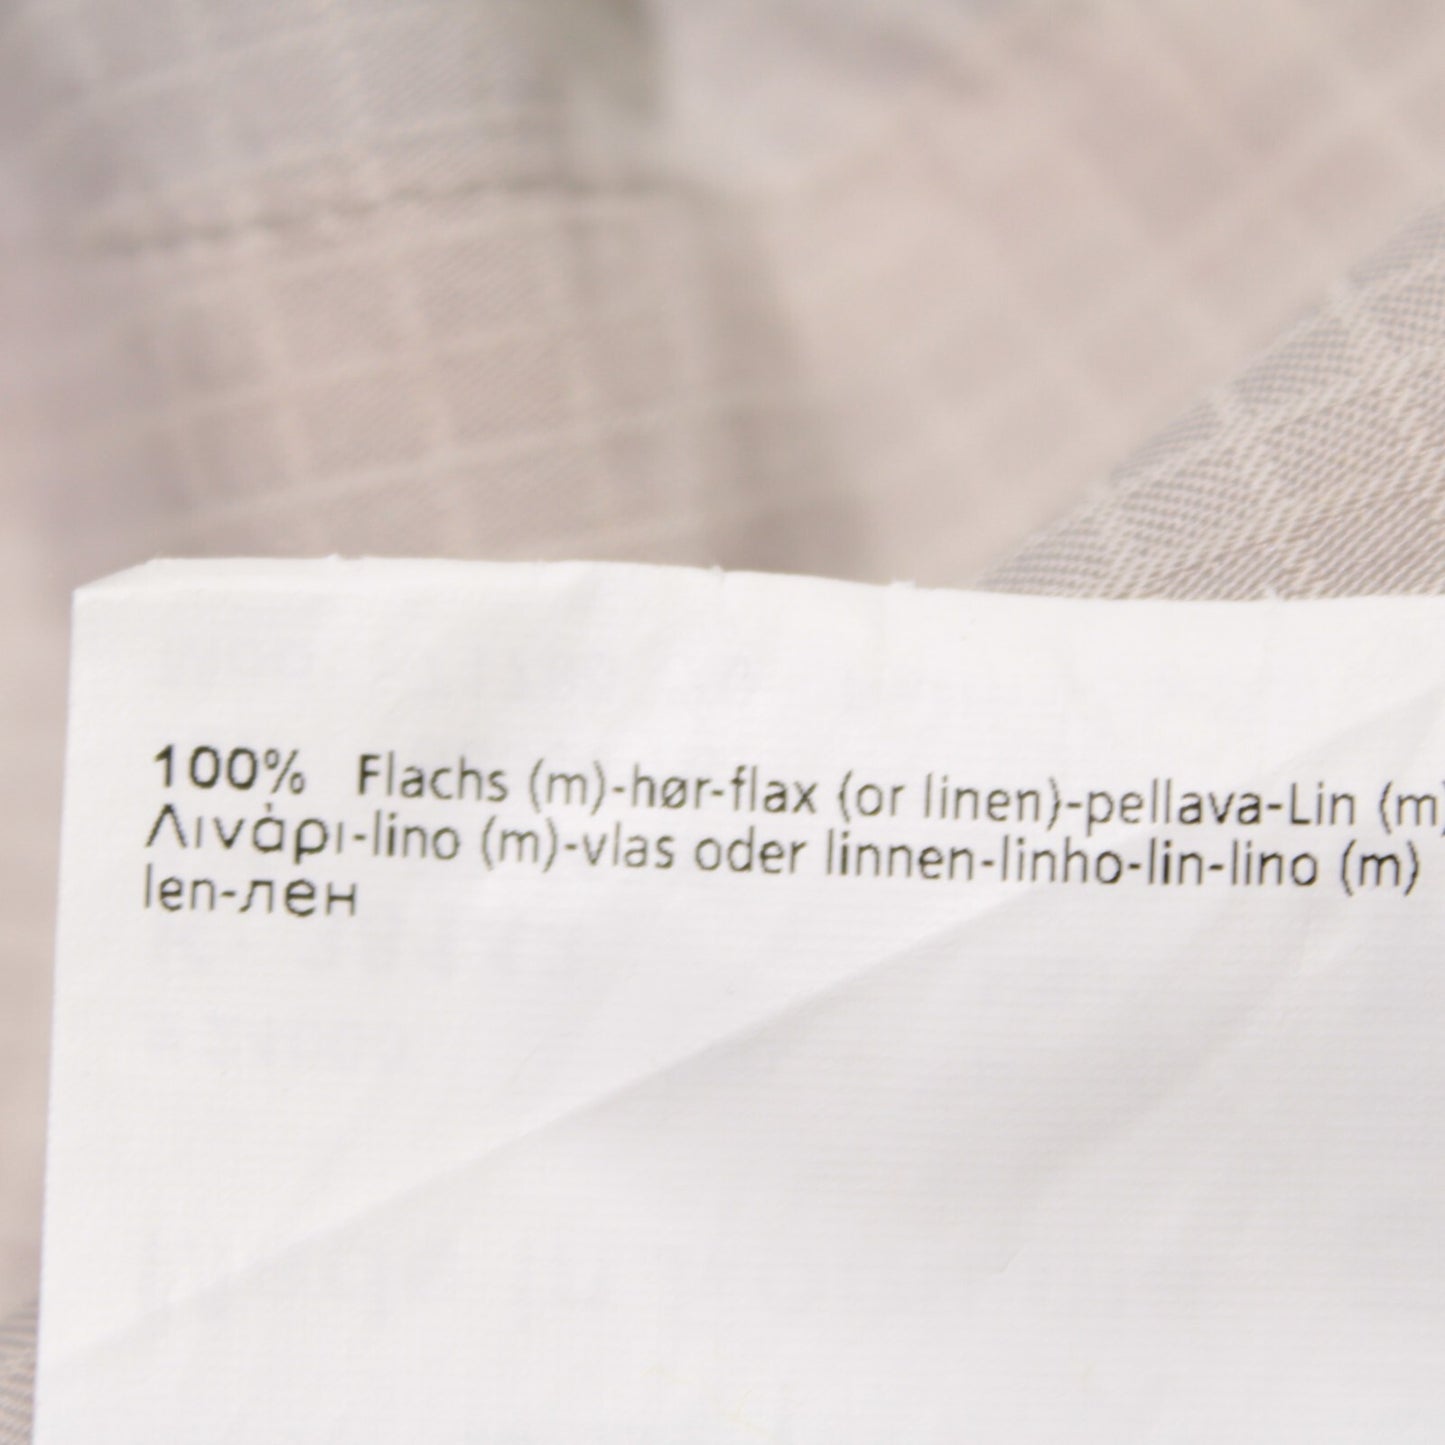 100% Flachs (m)-hør-flax (or linen)-pellava-Lin (m)
Λινάρι-lino (m)-vlas oder linnen-linho-lin-lino (m)
len-лен